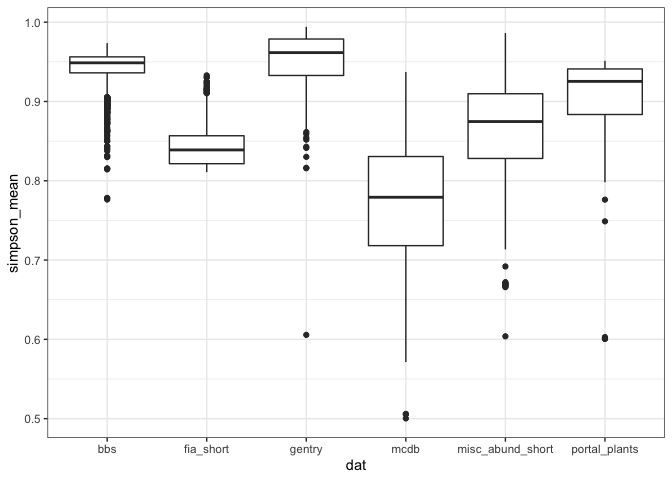 1.0
0.9
0.8
0.7
0.6
0.5
simpson_mean
bbs fia_short gentry mcdb misc_abund_short portal_plants
dat